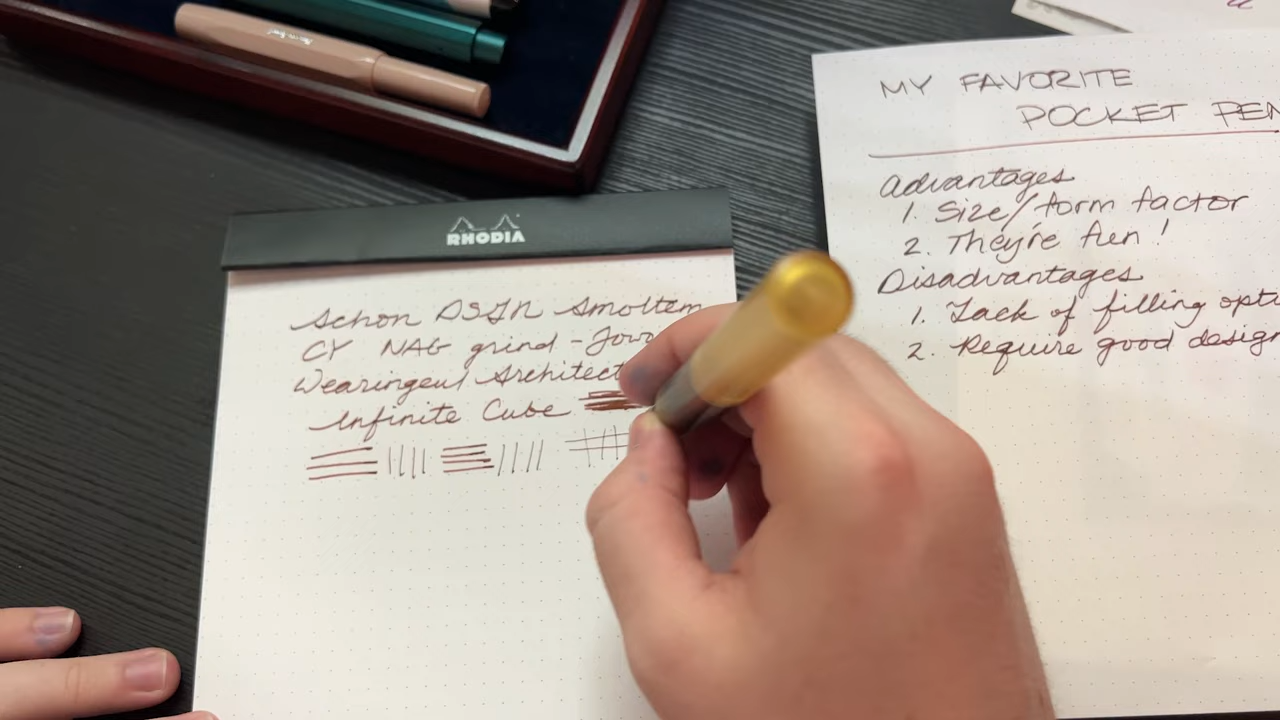 RHODIA
Schon DSGN Smoltem
CY NAG grind - Jowo
Wearingeul Architect
Infinite Cube
MY FAVORITE
POCKET PEN
Advantages
1. Size/form factor
2. They're fun!
Disadvantages
1. Lack of filling opti
2. Require good design